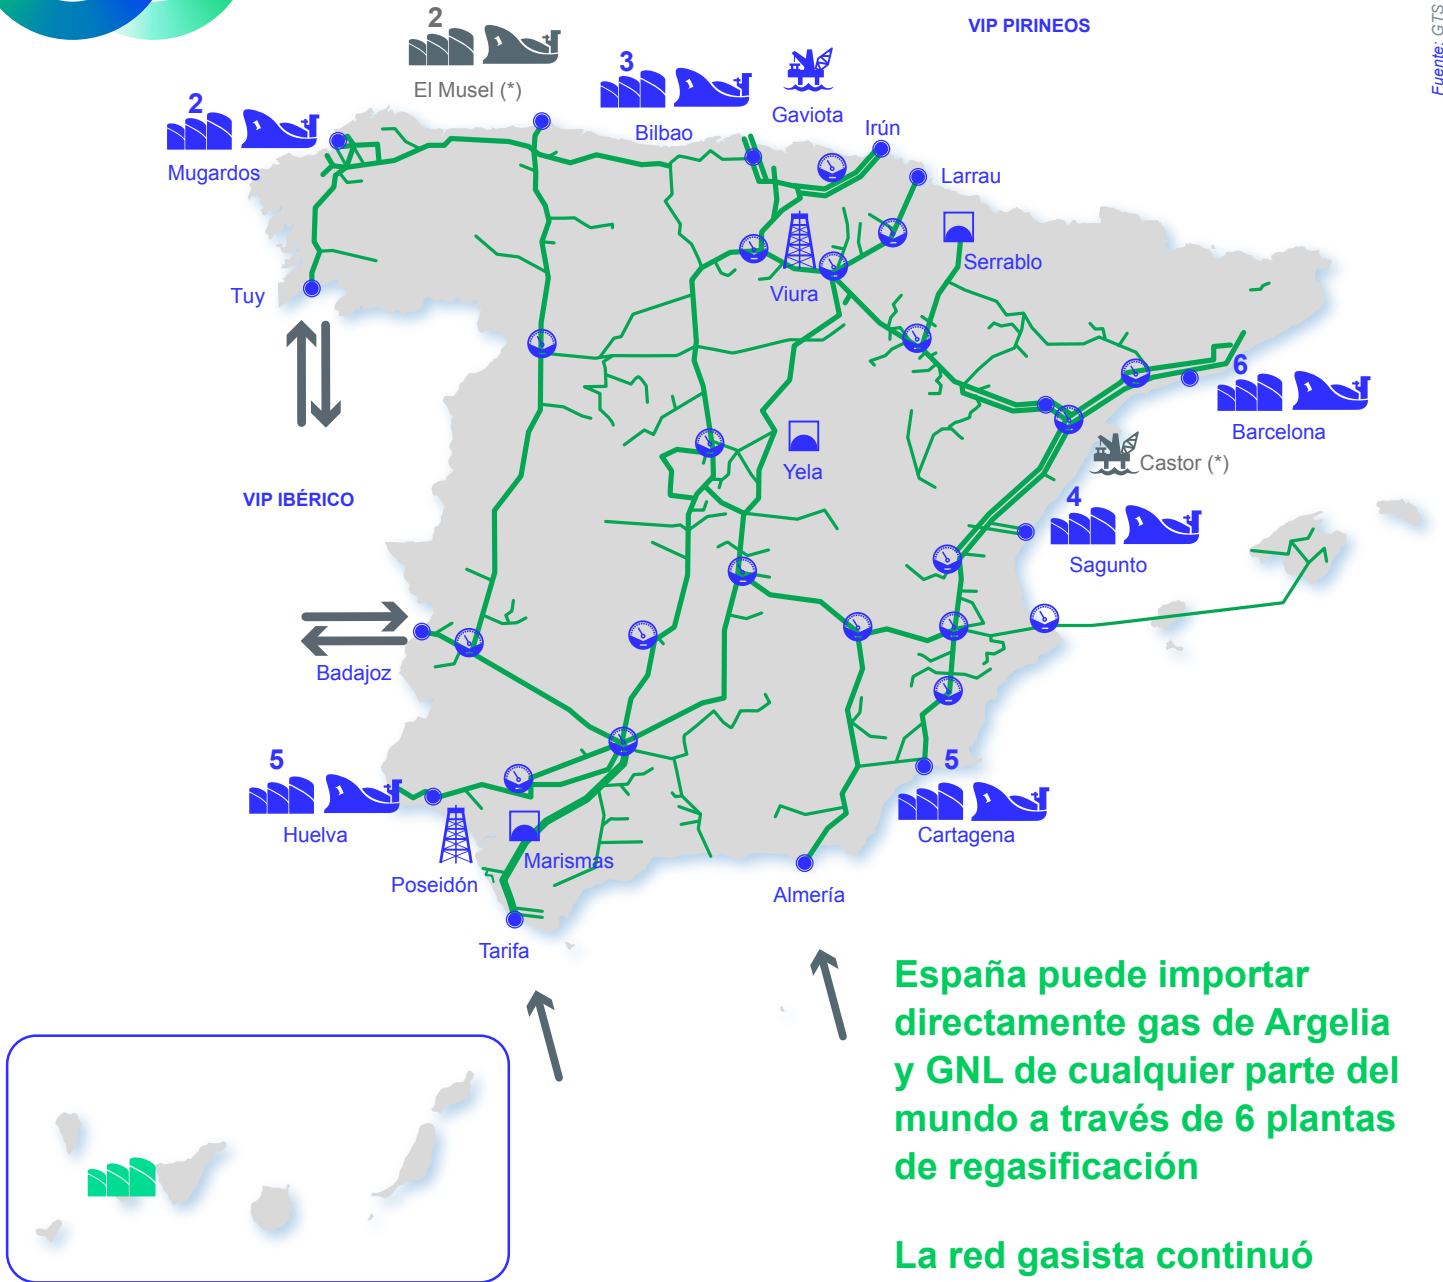 VIP PIRINEOS
Fuente: GTS
2
El Musel (*)
3
Bilbao
Gaviota
Irún
2
Mugardos
Larrau
Serrablo
Viura
Tuy
6
Barcelona
Castor (*)
Yela
VIP IBÉRICO
4
Sagunto
Badajoz
5
Huelva
5
Cartagena
Poseidón
Marismas
Almería
Tarifa
España puede importar
directamente gas de Argelia
y GNL de cualquier parte del
mundo a través de 6 plantas
de regasificación
La red gasista continuó